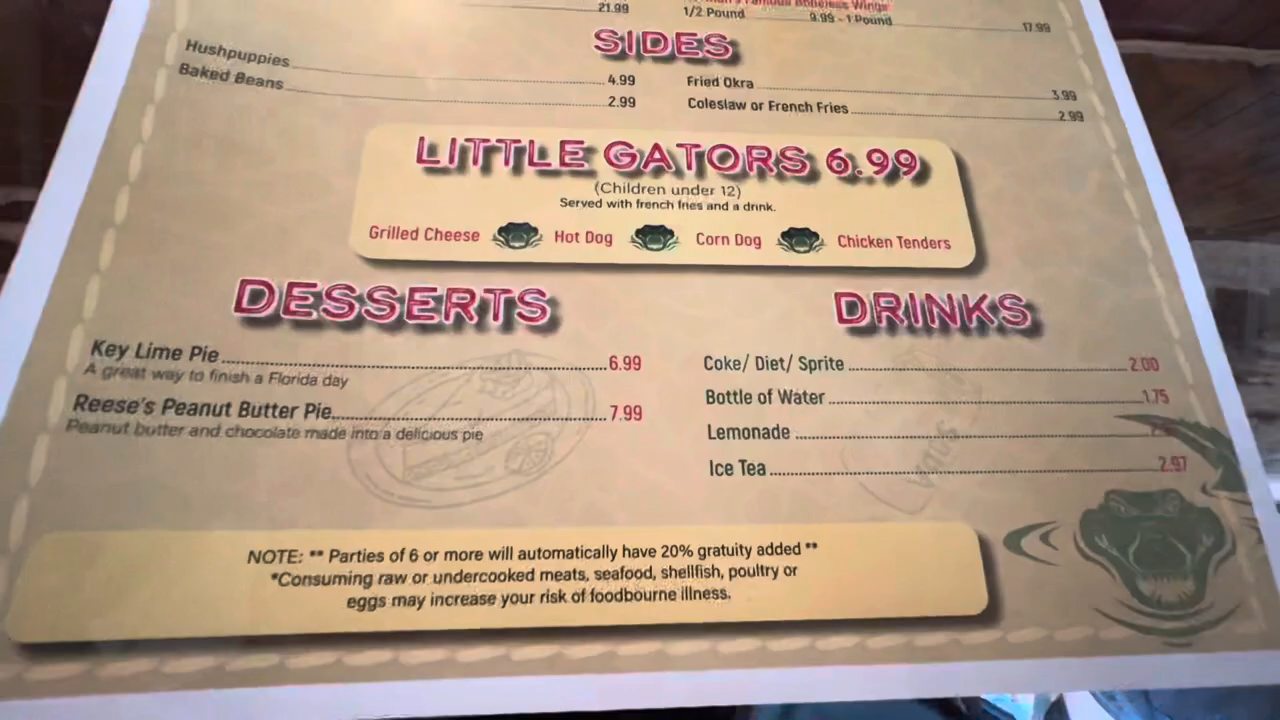 21.99
Famous Boneless Wings
1/2 Pound 9.99 - 1 Pound 17.99
SIDES
Hushpuppies 4.99
Baked Beans 2.99
Fried Okra 3.99
Coleslaw or French Fries 2.99
LITTLE GATORS 6.99
(Children under 12)
Served with french fries and a drink.
Grilled Cheese Hot Dog Corn Dog Chicken Tenders
DESSERTS
Key Lime Pie 6.99
A great way to finish a Florida day
Reese's Peanut Butter Pie 7.99
Peanut butter and chocolate made into a delicious pie
DRINKS
Coke/ Diet/ Sprite 2.00
Bottle of Water 1.75
Lemonade
Ice Tea 2.97
NOTE: ** Parties of 6 or more will automatically have 20% gratuity added **
*Consuming raw or undercooked meats, seafood, shellfish, poultry or
eggs may increase your risk of foodbourne illness.